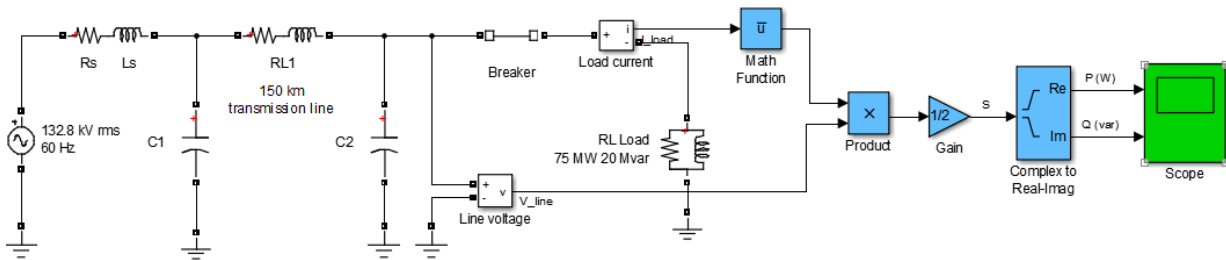 Rs
Ls
RL1
150 km
transmission line
132.8 kV rms
60 Hz
C1
C2
Breaker
+
i
-
I_load
Load current
u
Math
Function
RL Load
75 MW 20 Mvar
+
-
v
V_line
Line voltage
×
Product
1/2
Gain
s
Re
Im
Complex to
Real-Imag
P (W)
Q (var)
Scope